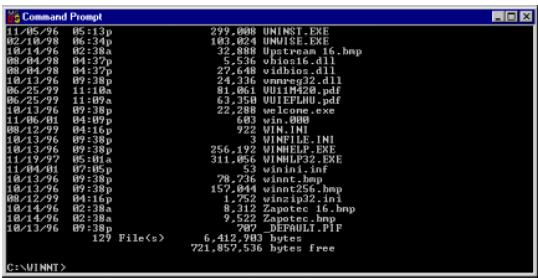 Command Prompt
11/05/96 05:13p 299,008 UNINST.EXE
02/10/98 06:34p 103,024 UNWISE.EXE
10/14/96 02:38a 32,888 Upstream 16.bmp
08/04/98 04:37p 5,536 vbios16.dll
08/04/98 04:37p 27,648 vidbios.dll
10/13/96 09:38p 24,336 vmmreg32.dll
06/25/99 11:10a 81,061 VU11M420.pdf
06/25/99 11:09a 63,350 VUIEFLWU.pdf
10/13/96 09:38p 22,288 welcome.exe
11/06/01 04:09p 603 win.000
08/12/99 04:16p 922 WIN.INI
10/13/96 09:38p 3 WINFILE.INI
10/13/96 09:38p 256,192 WINHELP.EXE
11/19/97 05:01a 311,056 WINHLP32.EXE
11/04/01 07:05p 53 winini.inf
10/13/96 09:38p 78,736 winnt.bmp
10/13/96 09:38p 157,044 winnt256.bmp
08/12/99 04:16p 1,752 winzip32.ini
10/14/96 02:38a 8,312 Zapotec 16.bmp
10/14/96 02:38a 9,522 Zapotec.bmp
10/13/96 09:38p 707 _DEFAULT.PIF
129 File(s) 6,412,903 bytes
721,857,536 bytes free
C:\WINNT>